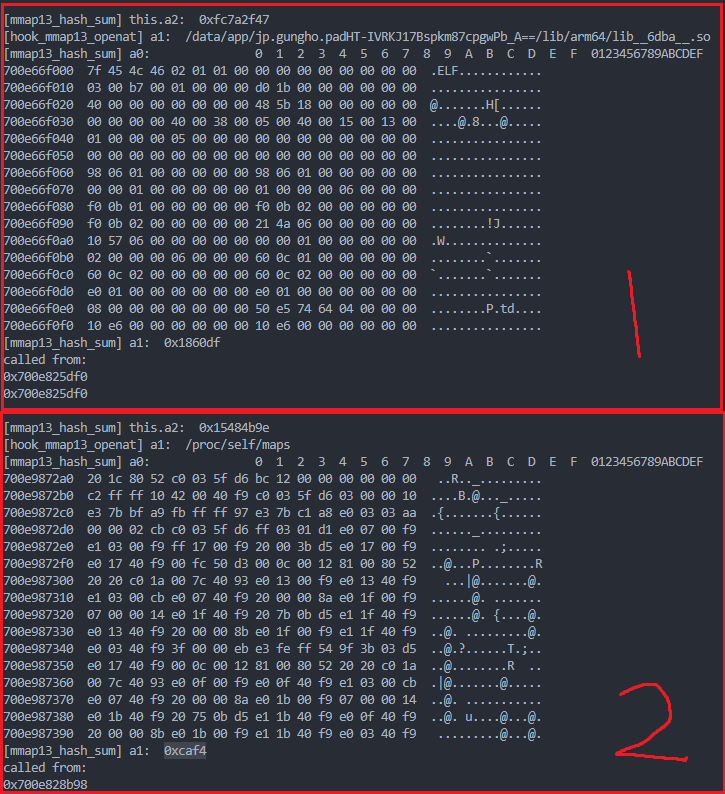 [mmap13_hash_sum] this.a2:  0xfc7a2f47
[hook_mmap13_openat] a1:  /data/app/jp.gungho.padHT-IVRKJ17Bspkm87cpgwPb_A==/lib/arm64/lib__6dba__.so
[mmap13_hash_sum] a0:              0  1  2  3  4  5  6  7  8  9  A  B  C  D  E  F  0123456789ABCDEF
700e66f000  7f 45 4c 46 02 01 01 00 00 00 00 00 00 00 00 00  .ELF............
700e66f010  03 00 b7 00 01 00 00 00 d0 1b 00 00 00 00 00 00  ................
700e66f020  40 00 00 00 00 00 00 00 48 5b 18 00 00 00 00 00  @.......H[......
700e66f030  00 00 00 00 40 00 38 00 05 00 40 00 15 00 13 00  ....@.8...@.....
700e66f040  01 00 00 00 05 00 00 00 00 00 00 00 00 00 00 00  ................
700e66f050  00 00 00 00 00 00 00 00 00 00 00 00 00 00 00 00  ................
700e66f060  98 06 01 00 00 00 00 00 98 06 01 00 00 00 00 00  ................
700e66f070  00 00 01 00 00 00 00 00 01 00 00 00 06 00 00 00  ................
700e66f080  f0 0b 01 00 00 00 00 00 f0 0b 02 00 00 00 00 00  ................
700e66f090  f0 0b 02 00 00 00 00 00 21 4a 06 00 00 00 00 00  ........!J......
700e66f0a0  10 57 06 00 00 00 00 00 00 00 01 00 00 00 00 00  .W..............
700e66f0b0  02 00 00 00 06 00 00 00 60 0c 01 00 00 00 00 00  ........`.......
700e66f0c0  60 0c 02 00 00 00 00 00 60 0c 02 00 00 00 00 00  `.......`.......
700e66f0d0  e0 01 00 00 00 00 00 00 e0 01 00 00 00 00 00 00  ................
700e66f0e0  08 00 00 00 00 00 00 00 50 e5 74 64 04 00 00 00  ........P.td....
700e66f0f0  10 e6 00 00 00 00 00 00 10 e6 00 00 00 00 00 00  ................
[mmap13_hash_sum] a1:  0x1860df
called from:
0x700e825df0
0x700e825df0
1
[mmap13_hash_sum] this.a2:  0x15484b9e
[hook_mmap13_openat] a1:  /proc/self/maps
[mmap13_hash_sum] a0:              0  1  2  3  4  5  6  7  8  9  A  B  C  D  E  F  0123456789ABCDEF
700e9872a0  20 1c 80 52 c0 03 5f d6 bc 12 00 00 00 00 00 00   ..R.._.........
700e9872b0  c2 ff ff 10 42 00 40 f9 c0 03 5f d6 03 00 00 10  ....B.@..._.....
700e9872c0  e3 7b bf a9 fb ff ff 97 e3 7b c1 a8 e0 03 03 aa  .{.......{......
700e9872d0  00 00 02 cb c0 03 5f d6 ff 03 01 d1 e0 07 00 f9  ......_.........
700e9872e0  e1 03 00 f9 ff 17 00 f9 20 00 3b d5 e0 17 00 f9  ........ .;.....
700e9872f0  e0 17 40 f9 00 fc 50 d3 00 0c 00 12 81 00 80 52  ..@...P........R
700e987300  20 20 c0 1a 00 7c 40 93 e0 13 00 f9 e0 13 40 f9    ...|@.......@.
700e987310  e1 03 00 cb e0 07 40 f9 20 00 00 8a e0 1f 00 f9  ......@. .......
700e987320  07 00 00 14 e0 1f 40 f9 20 7b 0b d5 e1 1f 40 f9  ......@. {....@.
700e987330  e0 13 40 f9 20 00 00 8b e0 1f 00 f9 e1 1f 40 f9  ..@. .........@.
700e987340  e0 03 40 f9 3f 00 00 eb e3 fe ff 54 9f 3b 03 d5  ..@.?......T.;..
700e987350  e0 17 40 f9 00 0c 00 12 81 00 80 52 20 20 c0 1a  ..@........R  ..
700e987360  00 7c 40 93 e0 0f 00 f9 e0 0f 40 f9 e1 03 00 cb  .|@.......@.....
700e987370  e0 07 40 f9 20 00 00 8a e0 1b 00 f9 07 00 00 14  ..@. ...........
700e987380  e0 1b 40 f9 20 75 0b d5 e1 1b 40 f9 e0 0f 40 f9  ..@. u....@...@.
700e987390  20 00 00 8b e0 1b 00 f9 e1 1b 40 f9 e0 03 40 f9   .........@...@.
[mmap13_hash_sum] a1:  0xcaf4
called from:
0x700e828b98
2